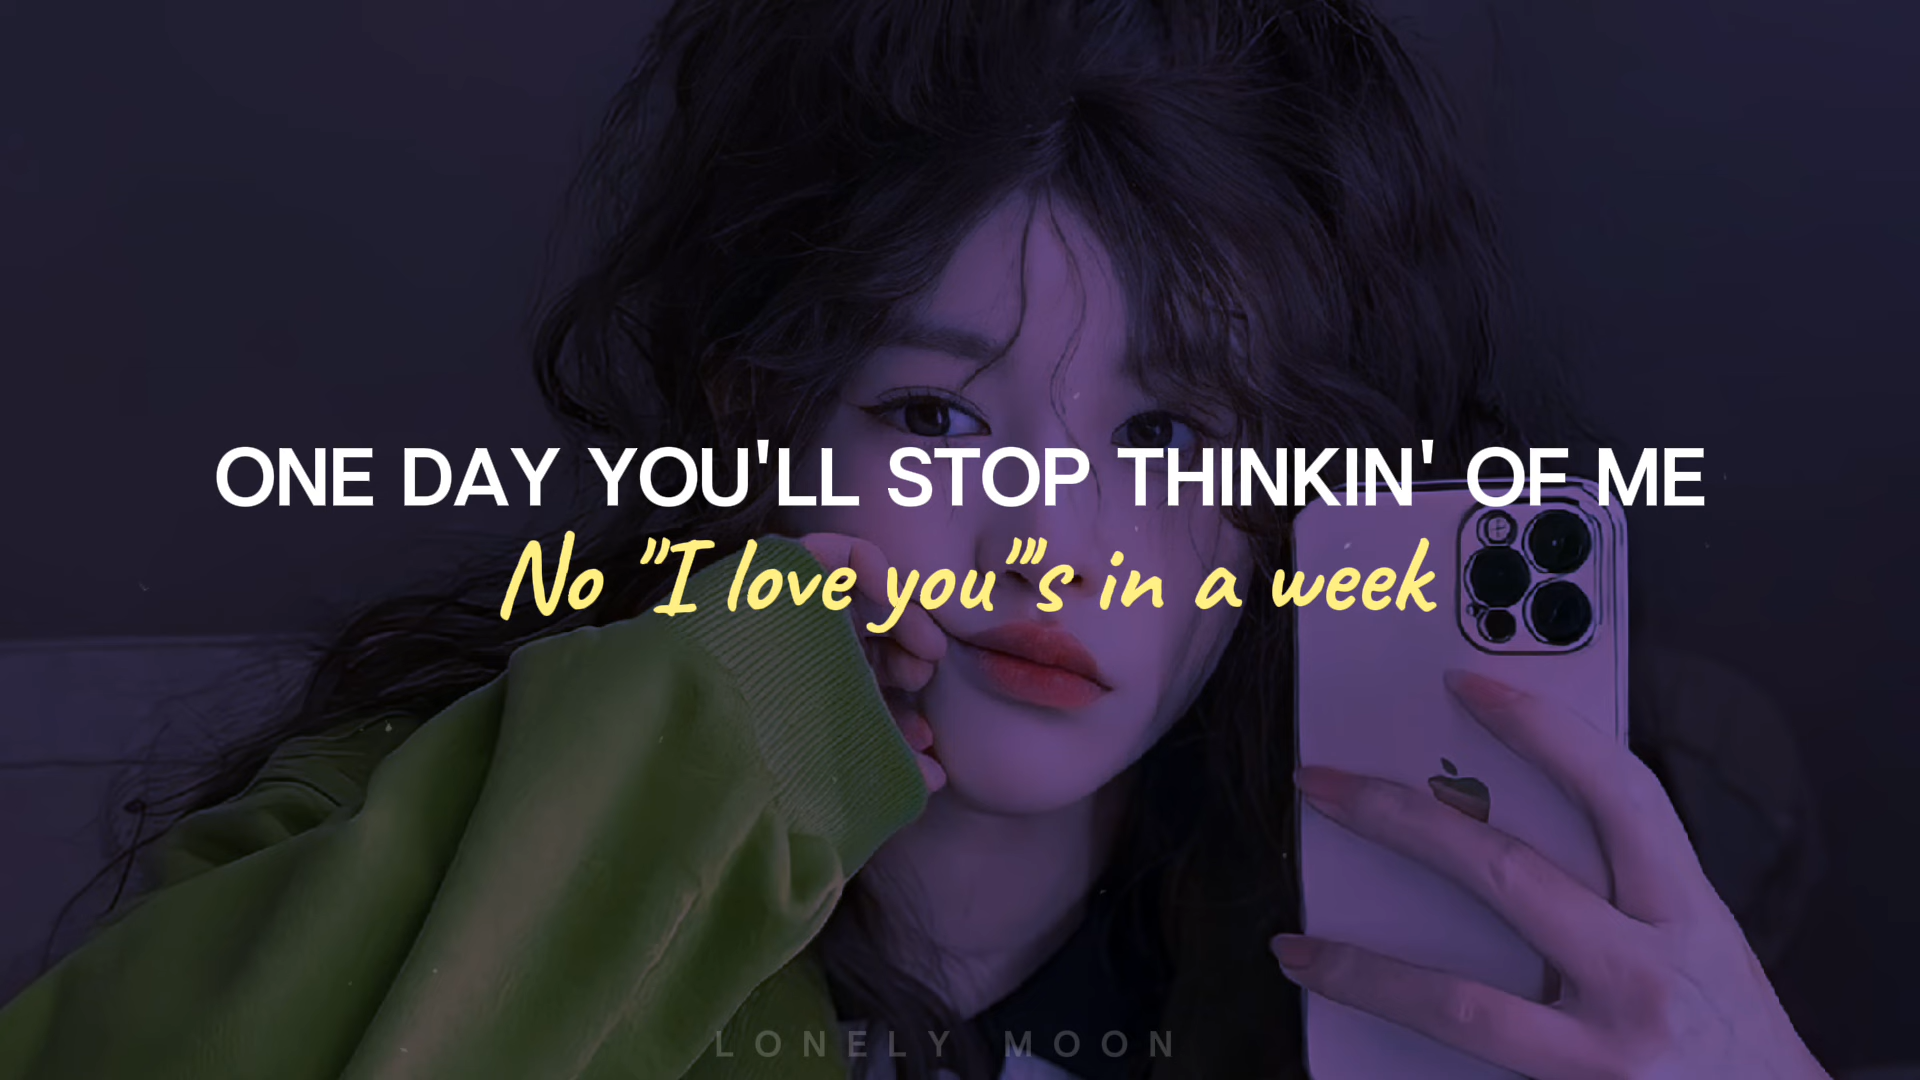 ONE DAY YOU'LL STOP THINKIN' OF ME
No "I love you"'s in a week
LONELY MOON